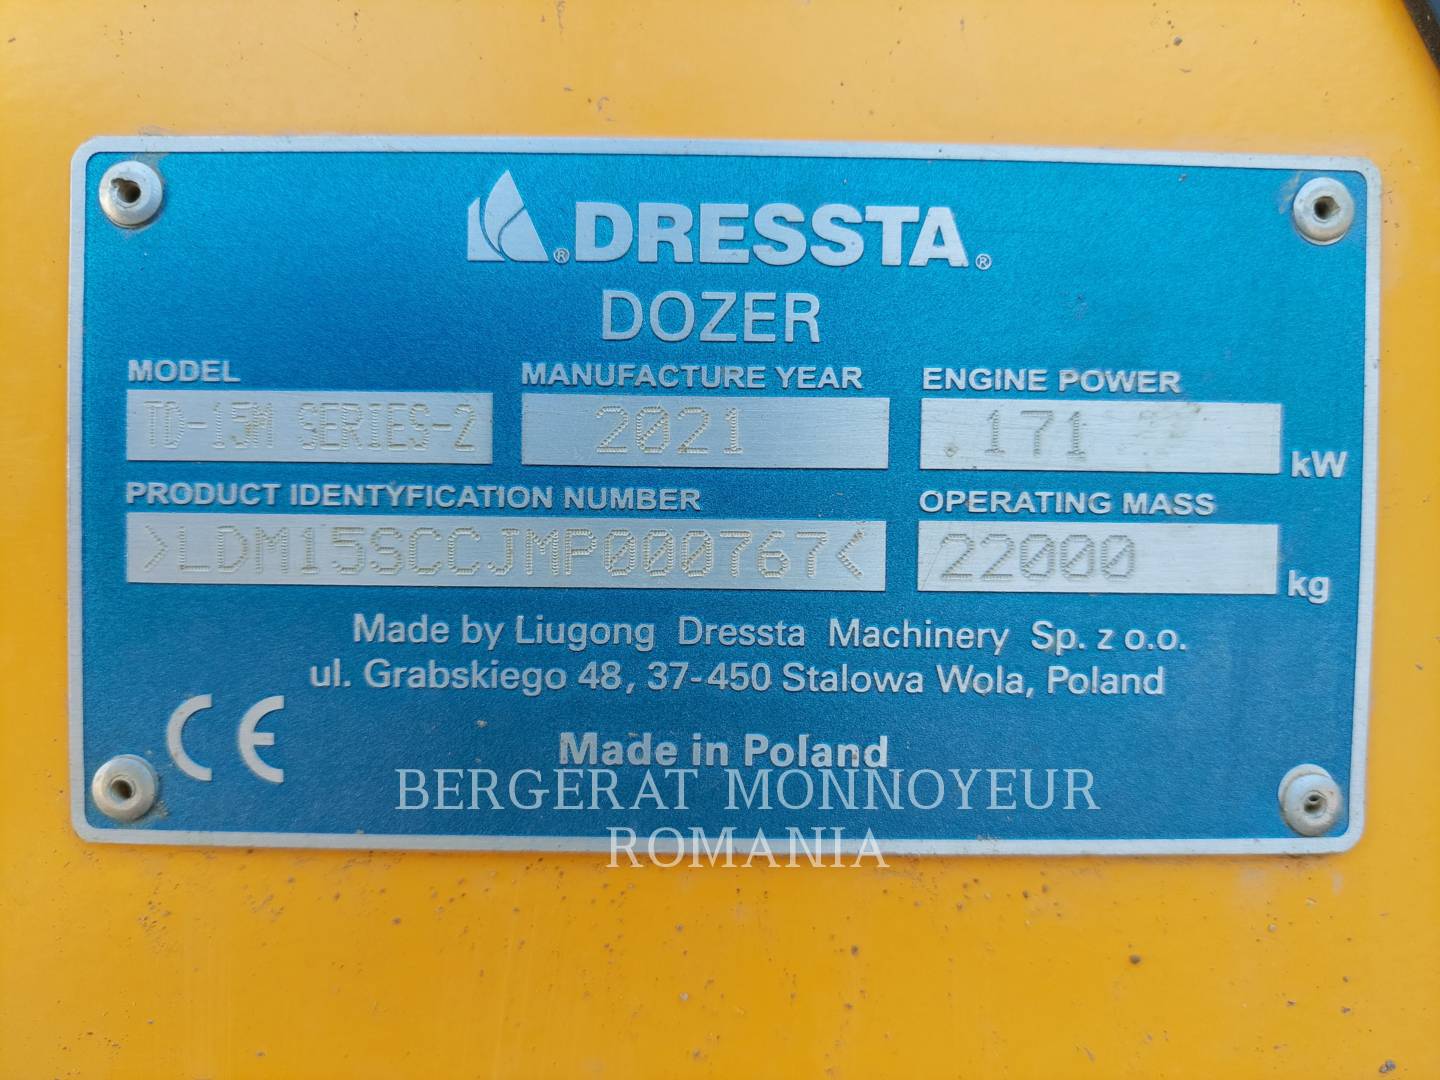 ® DRESSTA ®
DOZER
MODEL MANUFACTURE YEAR ENGINE POWER
TD-15M SERIES-2 2021 .171 kW
PRODUCT IDENTYFICATION NUMBER OPERATING MASS
>LDM15SCCJMP000767< 22000 kg
Made by Liugong Dressta Machinery Sp. z o.o.
ul. Grabskiego 48, 37-450 Stalowa Wola, Poland
CE
Made in Poland
BERGERAT MONNOYEUR
ROMANIA